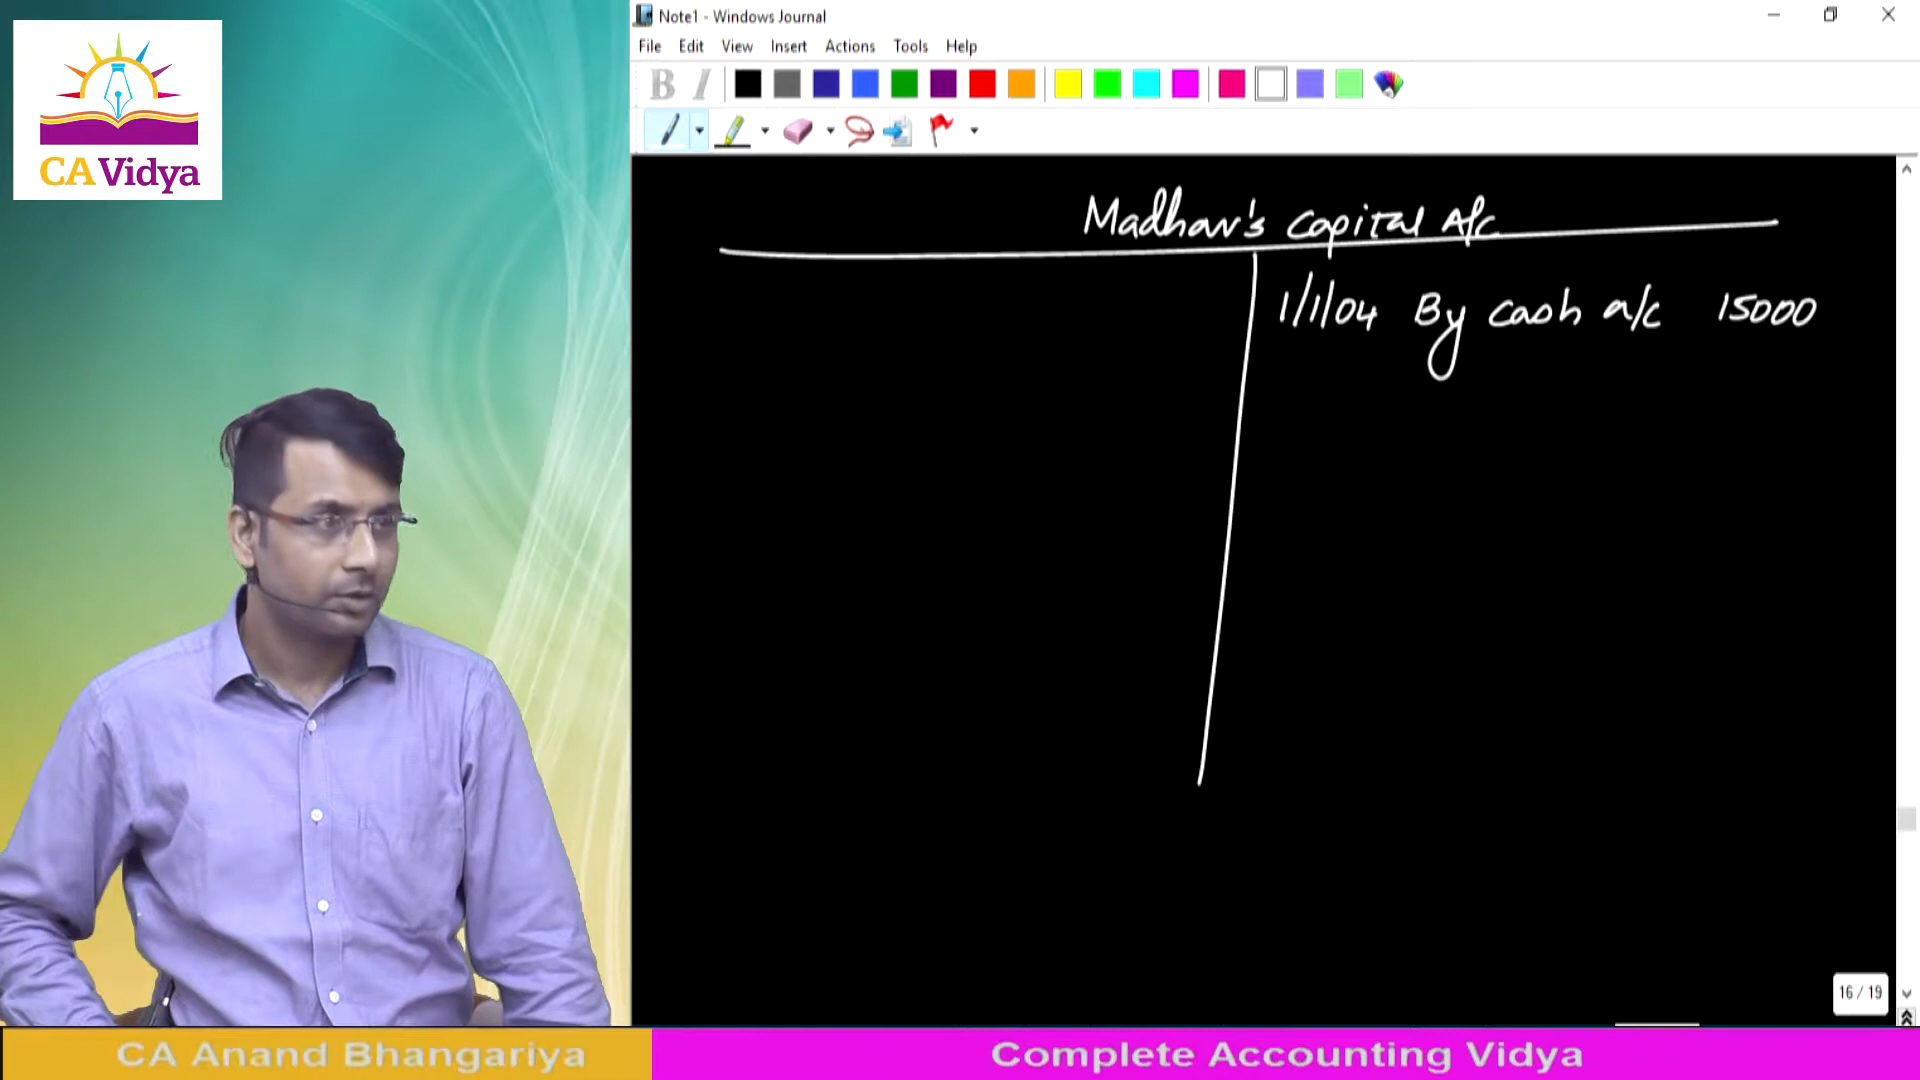 CA Vidya
Note1 - Windows Journal
File Edit View Insert Actions Tools Help
B I
Madhav's Capital A/c
1/1/04 By cash a/c 15000
16 / 19
CA Anand Bhangariya
Complete Accounting Vidya